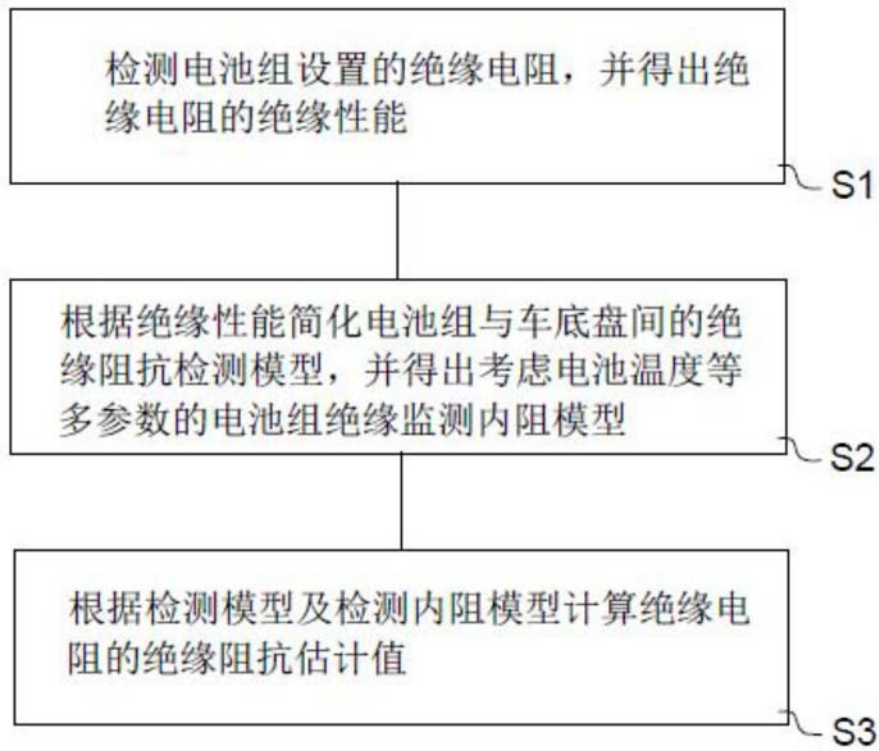 检测电池组设置的绝缘电阻，并得出绝
缘电阻的绝缘性能
S1
根据绝缘性能简化电池组与车底盘间的绝
缘阻抗检测模型，并得出考虑电池温度等
多参数的电池组绝缘监测内阻模型
S2
根据检测模型及检测内阻模型计算绝缘电
阻的绝缘阻抗估计值
S3